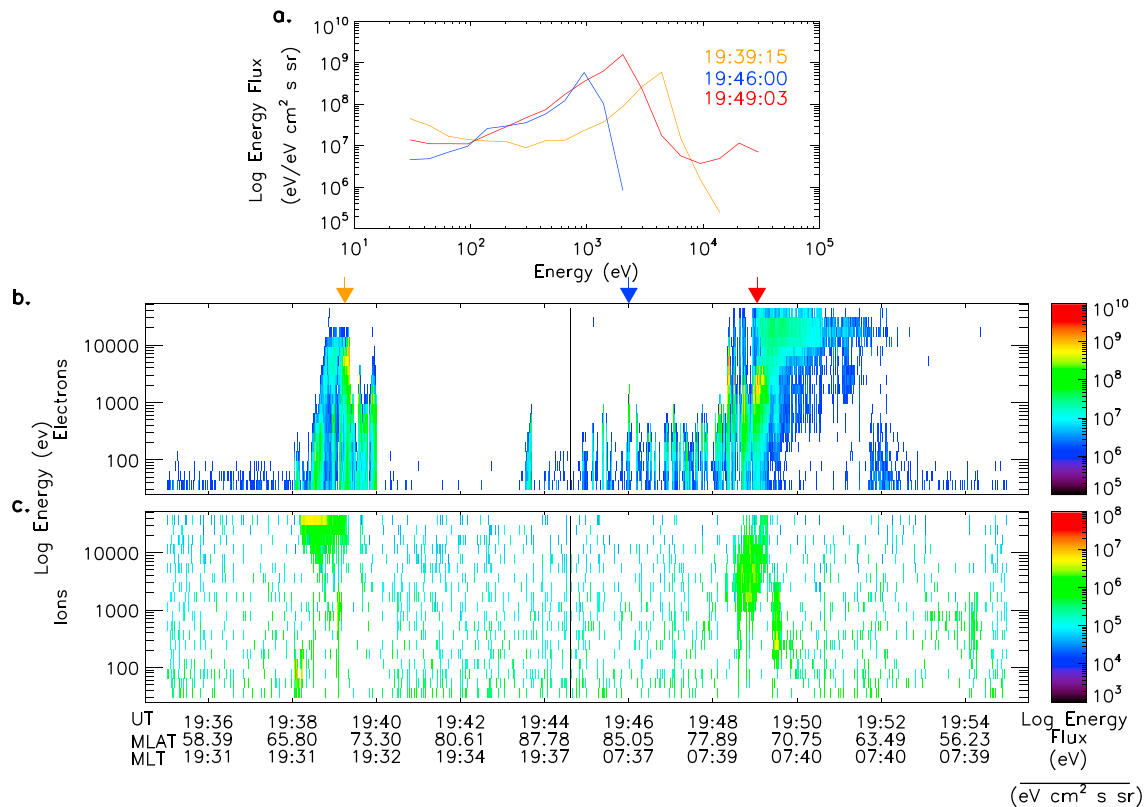 a.
10^10
10^9
10^8
10^7
10^6
10^5
Log Energy Flux
(eV/eV cm^2 s sr)
19:39:15
19:46:00
19:49:03
10^1 10^2 10^3 10^4 10^5
Energy (eV)
b.
10000
1000
100
Electrons
10^10
10^9
10^8
10^7
10^6
10^5
c.
Log Energy (ev)
10000
1000
100
Ions
10^8
10^7
10^6
10^5
10^4
10^3
UT 19:36 19:38 19:40 19:42 19:44 19:46 19:48 19:50 19:52 19:54
MLAT 58.39 65.80 73.30 80.61 87.78 85.05 77.89 70.75 63.49 56.23
MLT 19:31 19:31 19:32 19:34 19:37 07:37 07:39 07:40 07:40 07:39
Log Energy
Flux
(eV)
(eV cm^2 s sr)